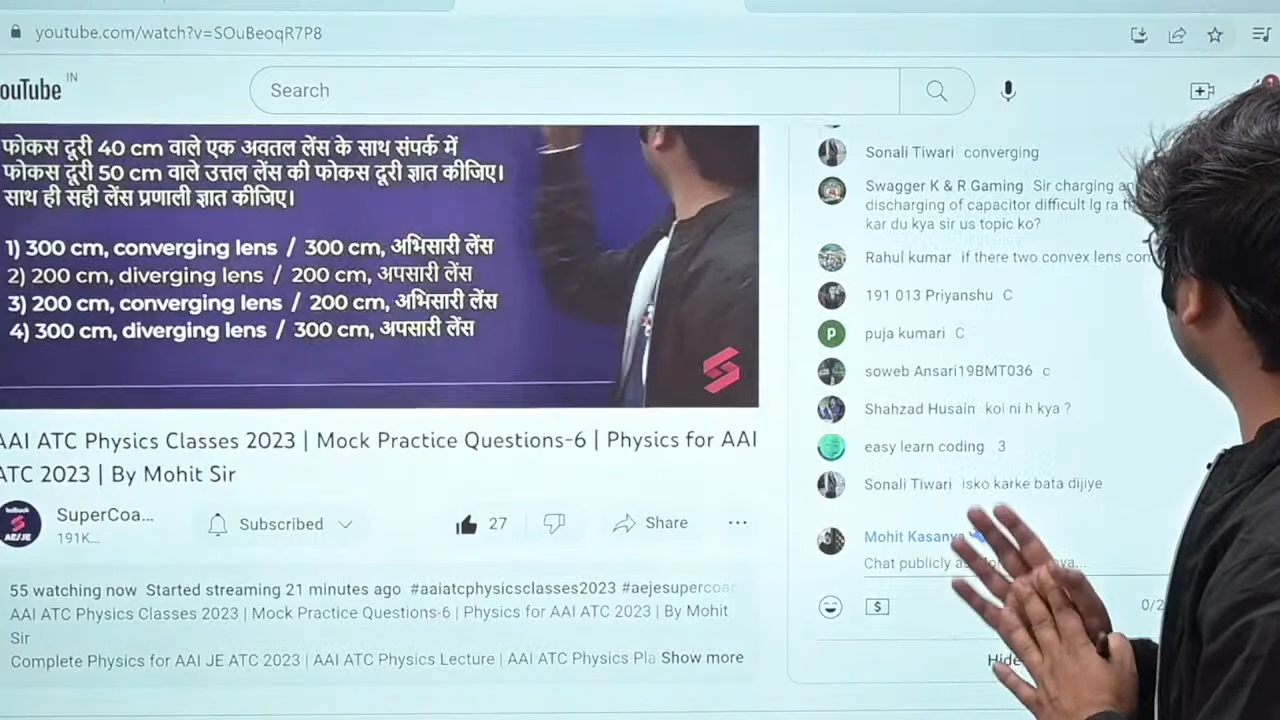 youtube.com/watch?v=SOuBeoqR7P8
ouTube IN
Search
फोकस दूरी 40 cm वाले एक अवतल लेंस के साथ संपर्क में
फोकस दूरी 50 cm वाले उत्तल लेंस की फोकस दूरी ज्ञात कीजिए।
साथ ही सही लेंस प्रणाली ज्ञात कीजिए।
1) 300 cm, converging lens / 300 cm, अभिसारी लेंस
2) 200 cm, diverging lens / 200 cm, अपसारी लेंस
3) 200 cm, converging lens / 200 cm, अभिसारी लेंस
4) 300 cm, diverging lens / 300 cm, अपसारी लेंस
AAI ATC Physics Classes 2023 | Mock Practice Questions-6 | Physics for AAI
ATC 2023 | By Mohit Sir
AE/JE
SuperCoa...
191K...
Subscribed
27
Share
55 watching now Started streaming 21 minutes ago #aaiatcphysicsclasses2023 #aejesupercoa
AAI ATC Physics Classes 2023 | Mock Practice Questions-6 | Physics for AAI ATC 2023 | By Mohit
Sir
Complete Physics for AAI JE ATC 2023 | AAI ATC Physics Lecture | AAI ATC Physics Pla Show more
Sonali Tiwari converging
Swagger K & R Gaming Sir charging an
discharging of capacitor difficult lg ra
kar du kya sir us topic ko?
Rahul kumar if there two convex lens con
191 013 Priyanshu C
p puja kumari C
soweb Ansari19BMT036 c
Shahzad Husain koi ni h kya ?
easy learn coding 3
Sonali Tiwari isko karke bata dijiye
Mohit Kasanya
Chat publicly as
$
0/2
Hide